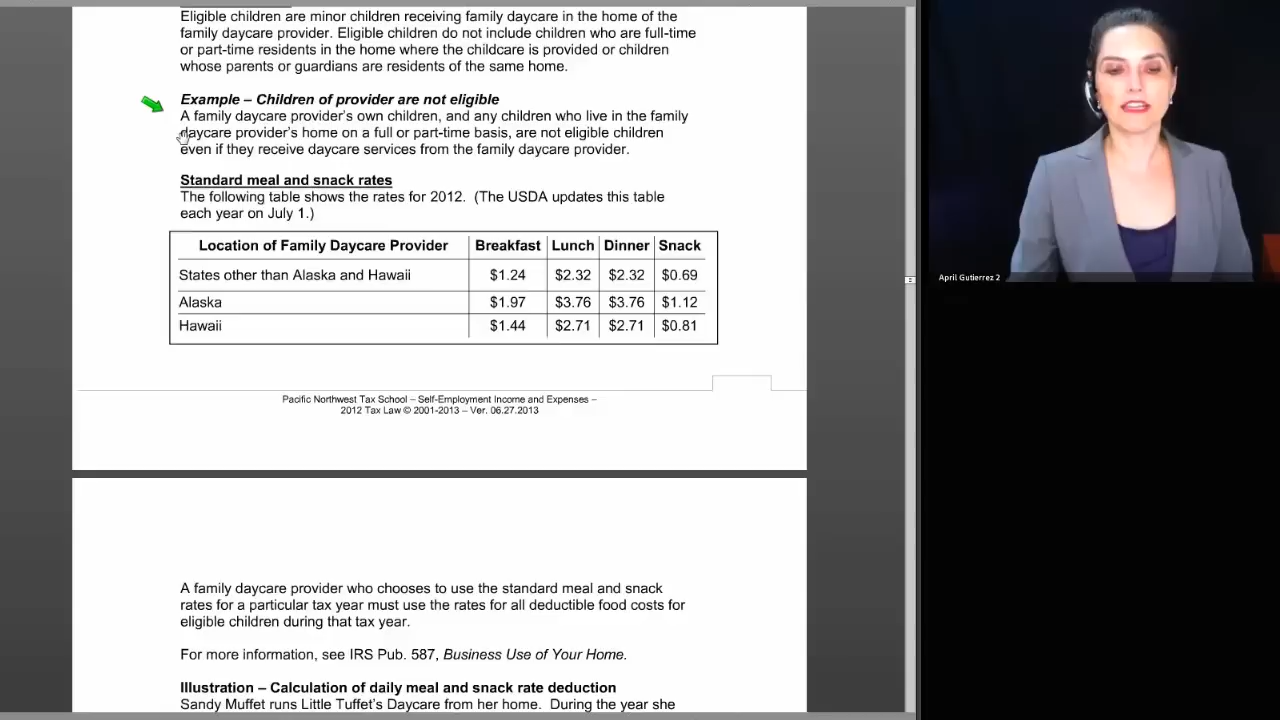 Eligible children are minor children receiving family daycare in the home of the
family daycare provider. Eligible children do not include children who are full-time
or part-time residents in the home where the childcare is provided or children
whose parents or guardians are residents of the same home.
Example – Children of provider are not eligible
A family daycare provider's own children, and any children who live in the family
daycare provider's home on a full or part-time basis, are not eligible children
even if they receive daycare services from the family daycare provider.
Standard meal and snack rates
The following table shows the rates for 2012. (The USDA updates this table
each year on July 1.)
Location of Family Daycare Provider Breakfast Lunch Dinner Snack
States other than Alaska and Hawaii $1.24 $2.32 $2.32 $0.69
Alaska $1.97 $3.76 $3.76 $1.12
Hawaii $1.44 $2.71 $2.71 $0.81
Pacific Northwest Tax School – Self-Employment Income and Expenses –
2012 Tax Law © 2001-2013 – Ver. 06.27.2013
A family daycare provider who chooses to use the standard meal and snack
rates for a particular tax year must use the rates for all deductible food costs for
eligible children during that tax year.
For more information, see IRS Pub. 587, Business Use of Your Home.
Illustration – Calculation of daily meal and snack rate deduction
Sandy Muffet runs Little Tuffet's Daycare from her home. During the year she
April Gutierrez 2